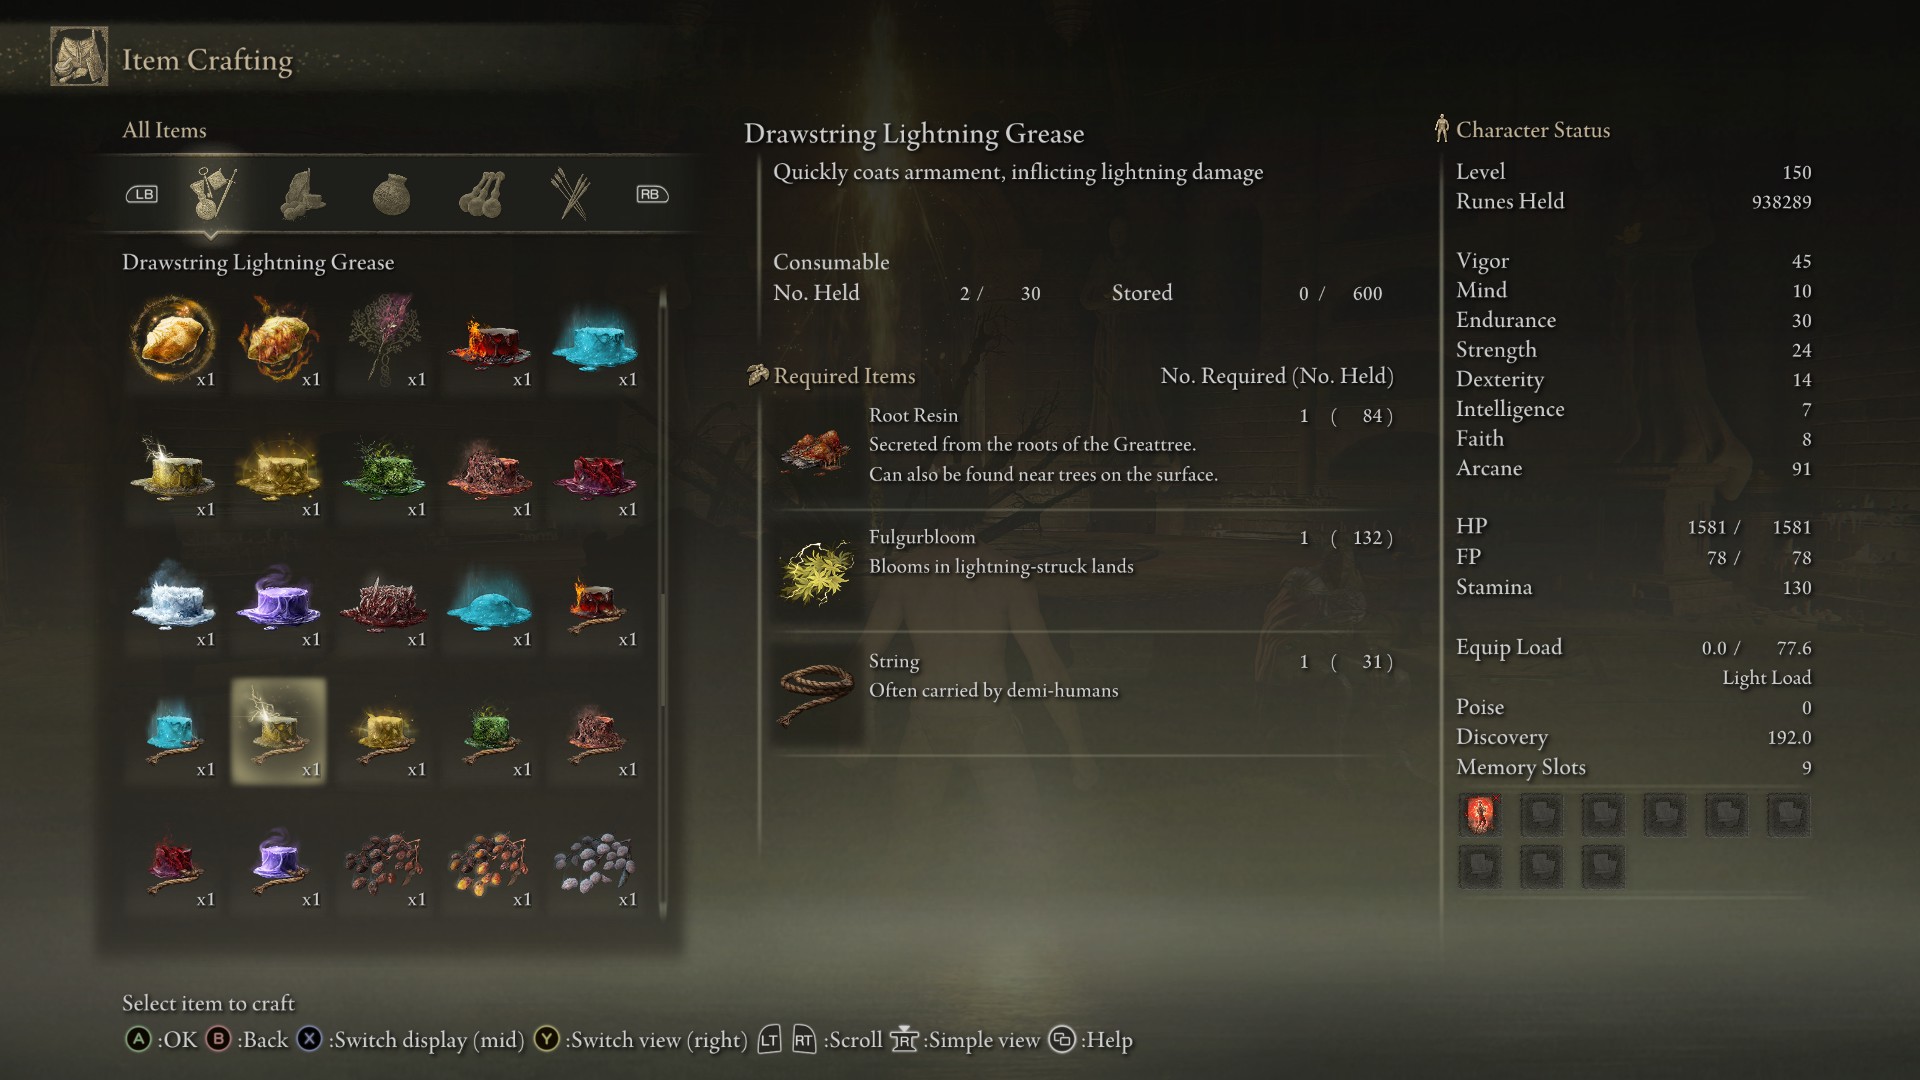 Item Crafting
All Items
LB
RB
Drawstring Lightning Grease
x1 x1 x1 x1 x1
x1 x1 x1 x1 x1
x1 x1 x1 x1 x1
x1 x1 x1 x1 x1
x1 x1 x1 x1 x1
Drawstring Lightning Grease
Quickly coats armament, inflicting lightning damage
Consumable
No. Held 2 / 30 Stored 0 / 600
Required Items No. Required (No. Held)
Root Resin 1 ( 84 )
Secreted from the roots of the Greattree.
Can also be found near trees on the surface.
Fulgurbloom 1 ( 132 )
Blooms in lightning-struck lands
String 1 ( 31 )
Often carried by demi-humans
Character Status
Level 150
Runes Held 938289
Vigor 45
Mind 10
Endurance 30
Strength 24
Dexterity 14
Intelligence 7
Faith 8
Arcane 91
HP 1581 / 1581
FP 78 / 78
Stamina 130
Equip Load 0.0 / 77.6
Light Load
Poise 0
Discovery 192.0
Memory Slots 9
Select item to craft
A :OK B :Back X :Switch display (mid) Y :Switch view (right) LT RT :Scroll R :Simple view :Help